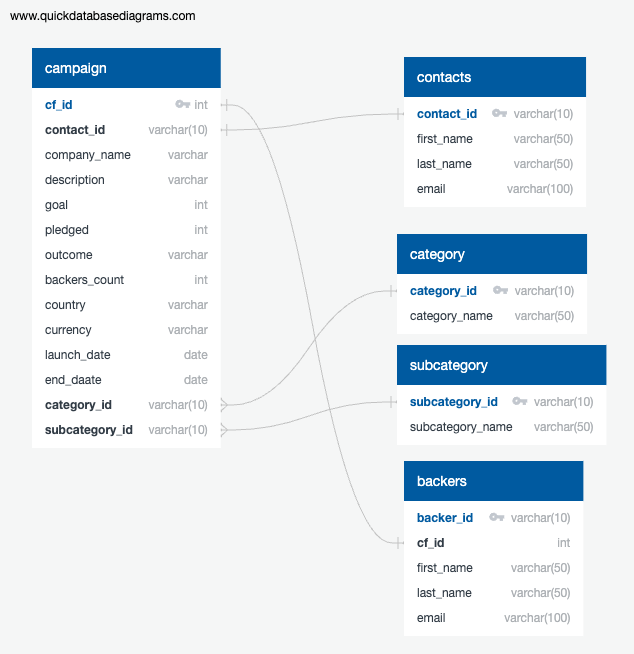 www.quickdatabasediagrams.com
campaign
cf_id int
contact_id varchar(10)
company_name varchar
description varchar
goal int
pledged int
outcome varchar
backers_count int
country varchar
currency varchar
launch_date date
end_daate date
category_id varchar(10)
subcategory_id varchar(10)
contacts
contact_id varchar(10)
first_name varchar(50)
last_name varchar(50)
email varchar(100)
category
category_id varchar(10)
category_name varchar(50)
subcategory
subcategory_id varchar(10)
subcategory_name varchar(50)
backers
backer_id varchar(10)
cf_id int
first_name varchar(50)
last_name varchar(50)
email varchar(100)